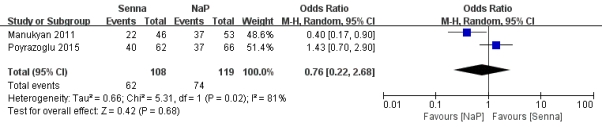 Senna NaP Odds Ratio Odds Ratio
Study or Subgroup Events Total Events Total Weight M-H, Random, 95% CI M-H, Random, 95% CI
Manukyan 2011 22 46 37 53 48.6% 0.40 [0.17, 0.90]
Poyrazoglu 2015 40 62 37 66 51.4% 1.43 [0.70, 2.90]
Total (95% CI) 108 119 100.0% 0.76 [0.22, 2.68]
Total events 62 74
Heterogeneity: Tau² = 0.66; Chi² = 5.31, df = 1 (P = 0.02); I² = 81%
Test for overall effect: Z = 0.42 (P = 0.68)
0.01 0.1 1 10 100
Favours [NaP] Favours [Senna]